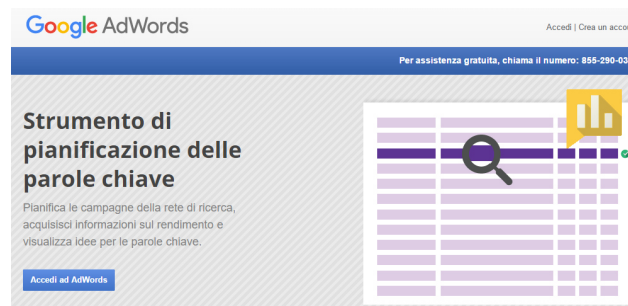 Google AdWords
Accedi | Crea un
Per assistenza gratuita, chiama il numero: 855-290-03
Strumento di
pianificazione delle
parole chiave
Pianifica le campagne della rete di ricerca,
acquisisci informazioni sul rendimento e
visualizza idee per le parole chiave.
Accedi ad AdWords